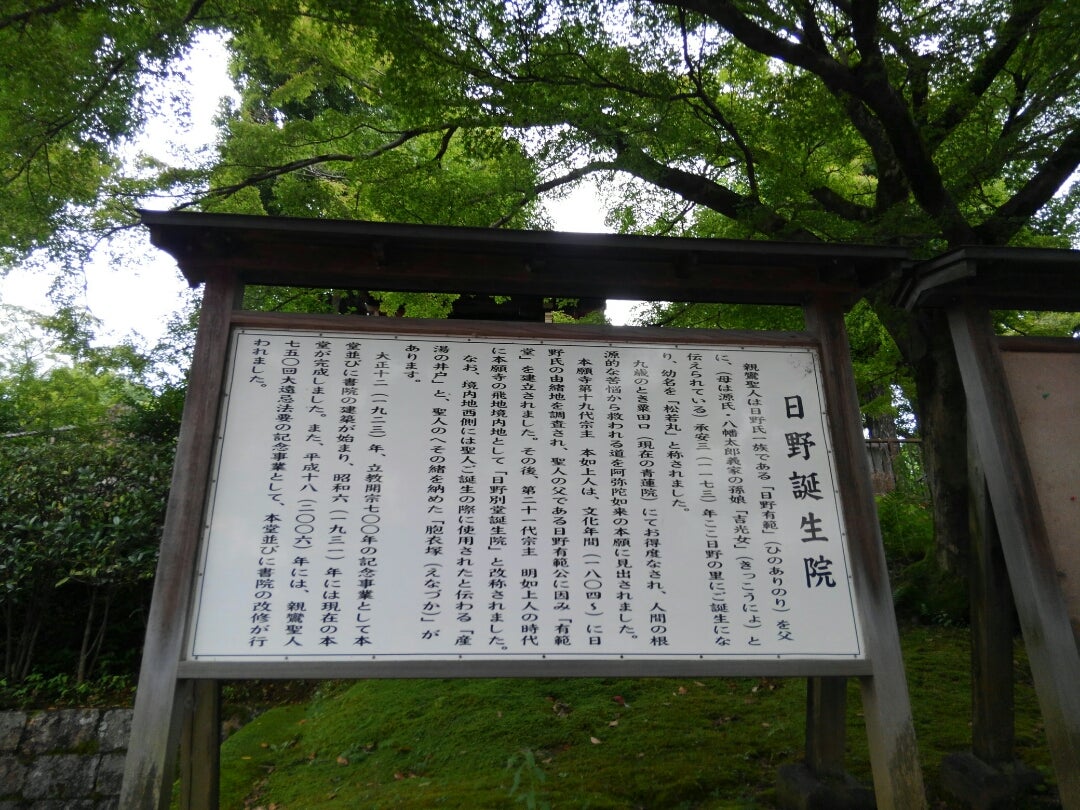 日野誕生院
親鸞聖人は日野氏一族である「日野有範」(ひのありのり)を父
に、(母は源氏・八幡太郎義家の孫娘「吉光女」(きっこうにょ)と
伝えられている)承安三(一一七三)年ここ日野の里にご誕生にな
り、幼名を「松若丸」と称されました。
九歳のとき粟田口(現在の青蓮院)にてお得度なされ、人間の根
源的な苦悩から救われる道を阿弥陀如来の本願に見出されました。
本願寺第十九代宗主 本如上人は、文化年間(一八〇四~)に日
野氏の由緒地を調査され、聖人の父である日野有範公に因み「有範
堂」を建立されました。その後、第二十一代宗主 明如上人の時代
に本願寺の飛地境内地として「日野別堂誕生院」と改称されました。
なお、境内地西側には聖人ご誕生の際に使用されたと伝わる「産
湯の井戸」と、聖人のへその緒を納めた「胞衣塚(えなづか)」が
あります。
大正十二(一九二三)年、立教開宗七〇〇年の記念事業として本
堂並びに書院の建築が始まり、昭和六(一九三一)年には現在の本
堂が完成しました。また、平成十八(二〇〇六)年には、親鸞聖人
七五〇回大遠忌法要の記念事業として、本堂並びに書院の改修が行
われました。